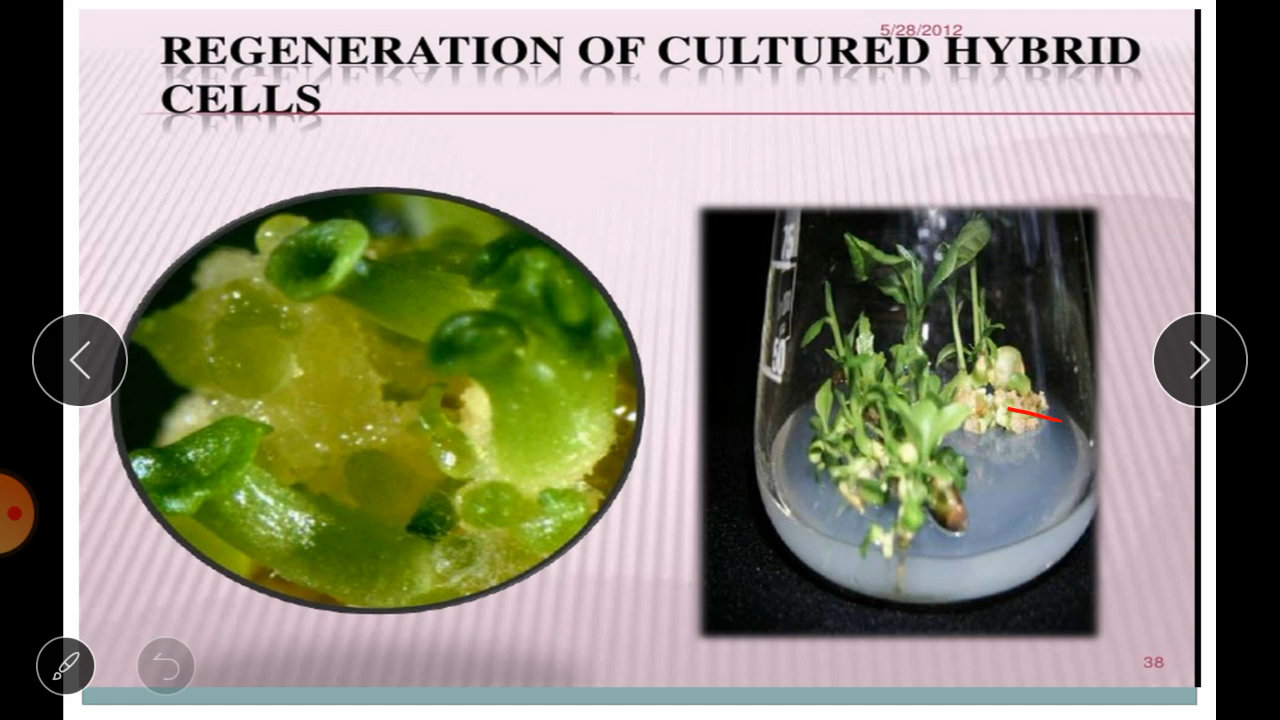 5/28/2012
REGENERATION OF CULTURED HYBRID
CELLS
38